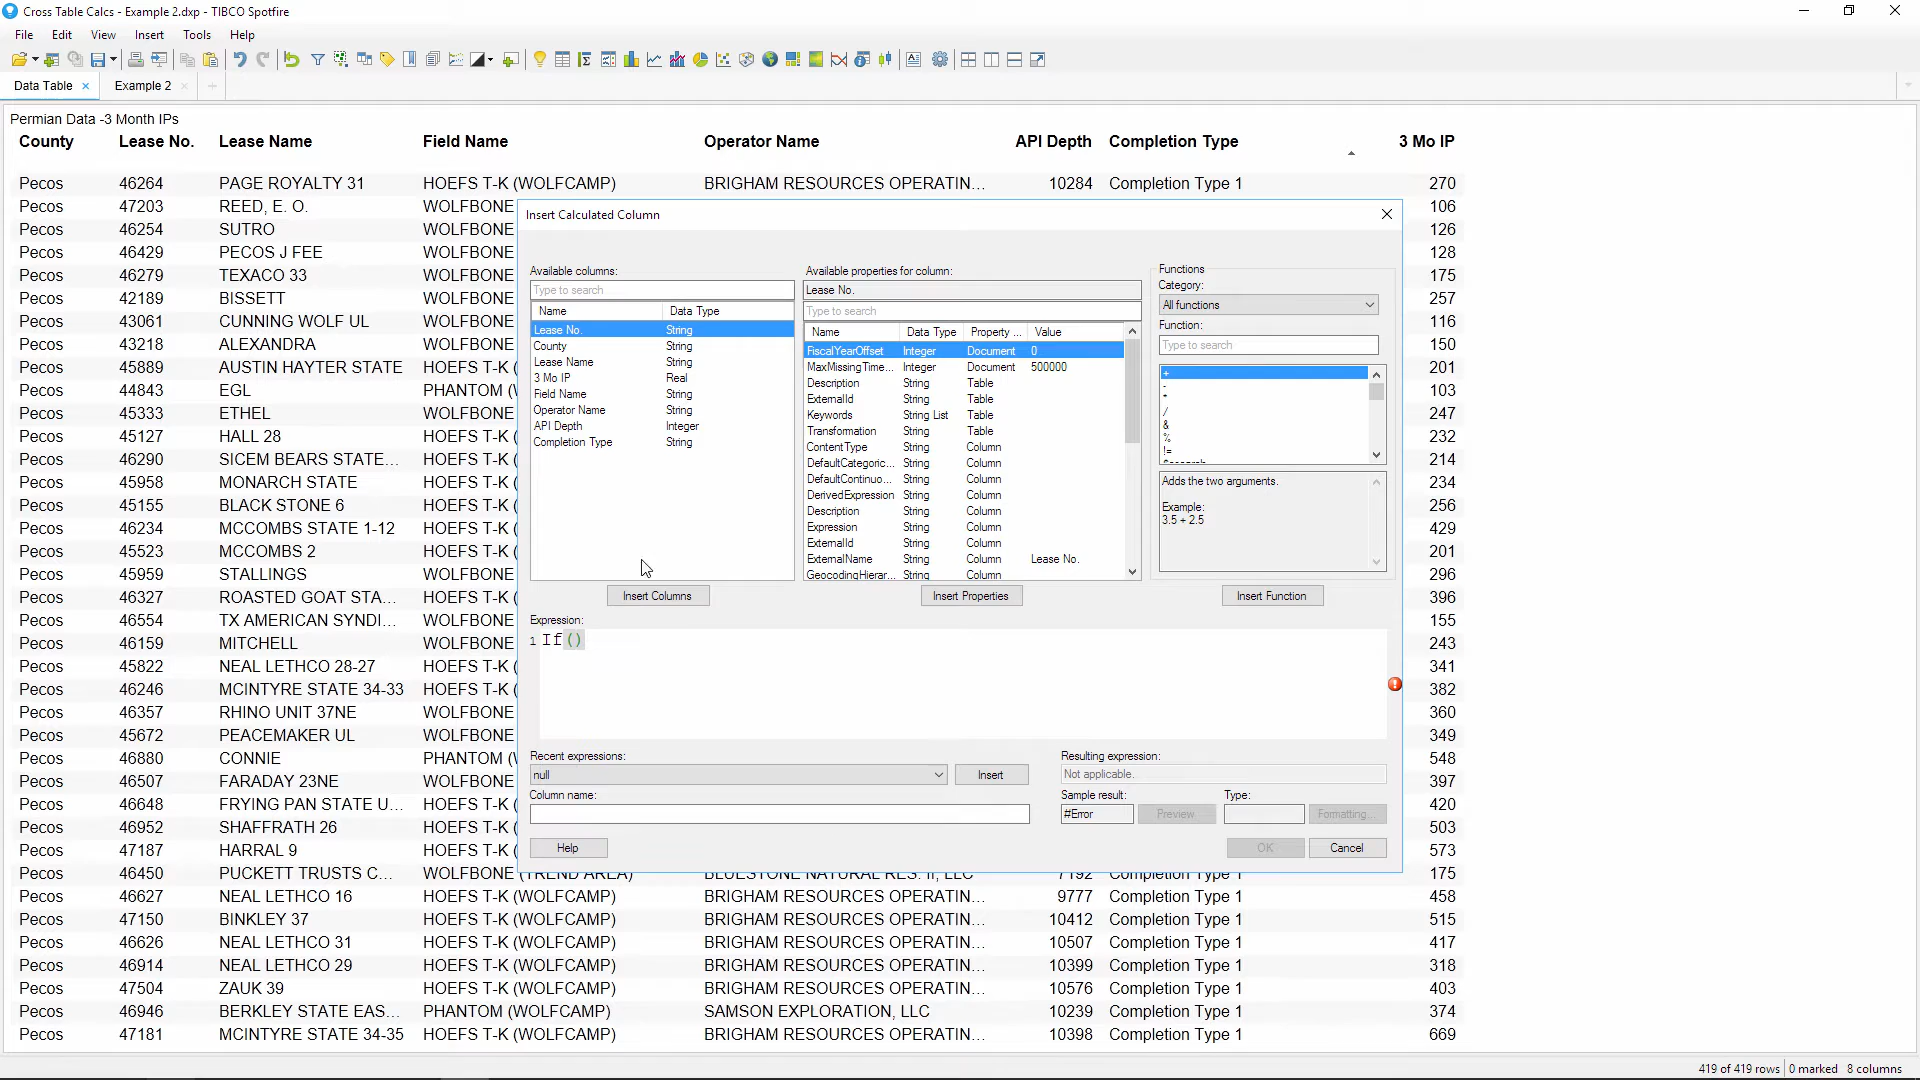 Cross Table Calcs - Example 2.dxp - TIBCO Spotfire
File Edit View Insert Tools Help
Data Table × Example 2 × +
Permian Data -3 Month IPs
County Lease No. Lease Name Field Name Operator Name API Depth Completion Type 3 Mo IP
Pecos 46264 PAGE ROYALTY 31 HOEFS T-K (WOLFCAMP) BRIGHAM RESOURCES OPERATIN... 10284 Completion Type 1 270
Pecos 47203 REED, E. O. WOLFBONE 106
Pecos 46254 SUTRO WOLFBONE 126
Pecos 46429 PECOS J FEE WOLFBONE 128
Pecos 46279 TEXACO 33 WOLFBONE 175
Pecos 42189 BISSETT WOLFBONE 257
Pecos 43061 CUNNING WOLF UL WOLFBONE 116
Pecos 43218 ALEXANDRA WOLFBONE 150
Pecos 45889 AUSTIN HAYTER STATE HOEFS T-K ( 201
Pecos 44843 EGL PHANTOM (W 103
Pecos 45333 ETHEL WOLFBONE 247
Pecos 45127 HALL 28 HOEFS T-K ( 232
Pecos 46290 SICEM BEARS STATE... HOEFS T-K ( 214
Pecos 45958 MONARCH STATE HOEFS T-K ( 234
Pecos 45155 BLACK STONE 6 HOEFS T-K ( 256
Pecos 46234 MCCOMBS STATE 1-12 HOEFS T-K ( 429
Pecos 45523 MCCOMBS 2 HOEFS T-K ( 201
Pecos 45959 STALLINGS WOLFBONE 296
Pecos 46327 ROASTED GOAT STA... HOEFS T-K ( 396
Pecos 46554 TX AMERICAN SYNDI... WOLFBONE 155
Pecos 46159 MITCHELL WOLFBONE 243
Pecos 45822 NEAL LETHCO 28-27 HOEFS T-K ( 341
Pecos 46246 MCINTYRE STATE 34-33 HOEFS T-K ( 382
Pecos 46357 RHINO UNIT 37NE WOLFBONE 360
Pecos 45672 PEACEMAKER UL WOLFBONE 349
Pecos 46880 CONNIE PHANTOM (W 548
Pecos 46507 FARADAY 23NE WOLFBONE 397
Pecos 46648 FRYING PAN STATE U... HOEFS T-K ( 420
Pecos 46952 SHAFFRATH 26 HOEFS T-K ( 503
Pecos 47187 HARRAL 9 HOEFS T-K ( 573
Pecos 46450 PUCKETT TRUSTS C... WOLFBONE (TREND AREA) BLUESTONE NATURAL RES. II, LLC 7192 Completion Type 1 175
Pecos 46627 NEAL LETHCO 16 HOEFS T-K (WOLFCAMP) BRIGHAM RESOURCES OPERATIN... 9777 Completion Type 1 458
Pecos 47150 BINKLEY 37 HOEFS T-K (WOLFCAMP) BRIGHAM RESOURCES OPERATIN... 10412 Completion Type 1 515
Pecos 46626 NEAL LETHCO 31 HOEFS T-K (WOLFCAMP) BRIGHAM RESOURCES OPERATIN... 10507 Completion Type 1 417
Pecos 46914 NEAL LETHCO 29 HOEFS T-K (WOLFCAMP) BRIGHAM RESOURCES OPERATIN... 10399 Completion Type 1 318
Pecos 47504 ZAUK 39 HOEFS T-K (WOLFCAMP) BRIGHAM RESOURCES OPERATIN... 10576 Completion Type 1 403
Pecos 46946 BERKLEY STATE EAS... PHANTOM (WOLFCAMP) SAMSON EXPLORATION, LLC 10239 Completion Type 1 374
Pecos 47181 MCINTYRE STATE 34-35 HOEFS T-K (WOLFCAMP) BRIGHAM RESOURCES OPERATIN... 10398 Completion Type 1 669
Insert Calculated Column
Available columns:
Type to search
Name Data Type
Lease No. String
County String
Lease Name String
3 Mo IP Real
Field Name String
Operator Name String
API Depth Integer
Completion Type String
Insert Columns
Available properties for column:
Lease No.
Type to search
Name Data Type Property ... Value
FiscalYearOffset Integer Document 0
MaxMissingTime... Integer Document 500000
Description String Table
ExternalId String Table
Keywords String List Table
Transformation String Table
ContentType String Column
DefaultCategoric... String Column
DefaultContinuo... String Column
DerivedExpression String Column
Description String Column
Expression String Column
ExternalId String Column
ExternalName String Column Lease No.
GeocodingHierar... String Column
Insert Properties
Functions
Category:
All functions
Function:
Type to search
+
-
*
/
&
%
!=
Adds the two arguments.
Example:
3.5 + 2.5
Insert Function
Expression:
1 If()
Recent expressions:
null
Insert
Column name:
Resulting expression:
Not applicable.
Sample result: Type:
#Error Preview Formatting...
Help OK Cancel
419 of 419 rows 0 marked 8 columns